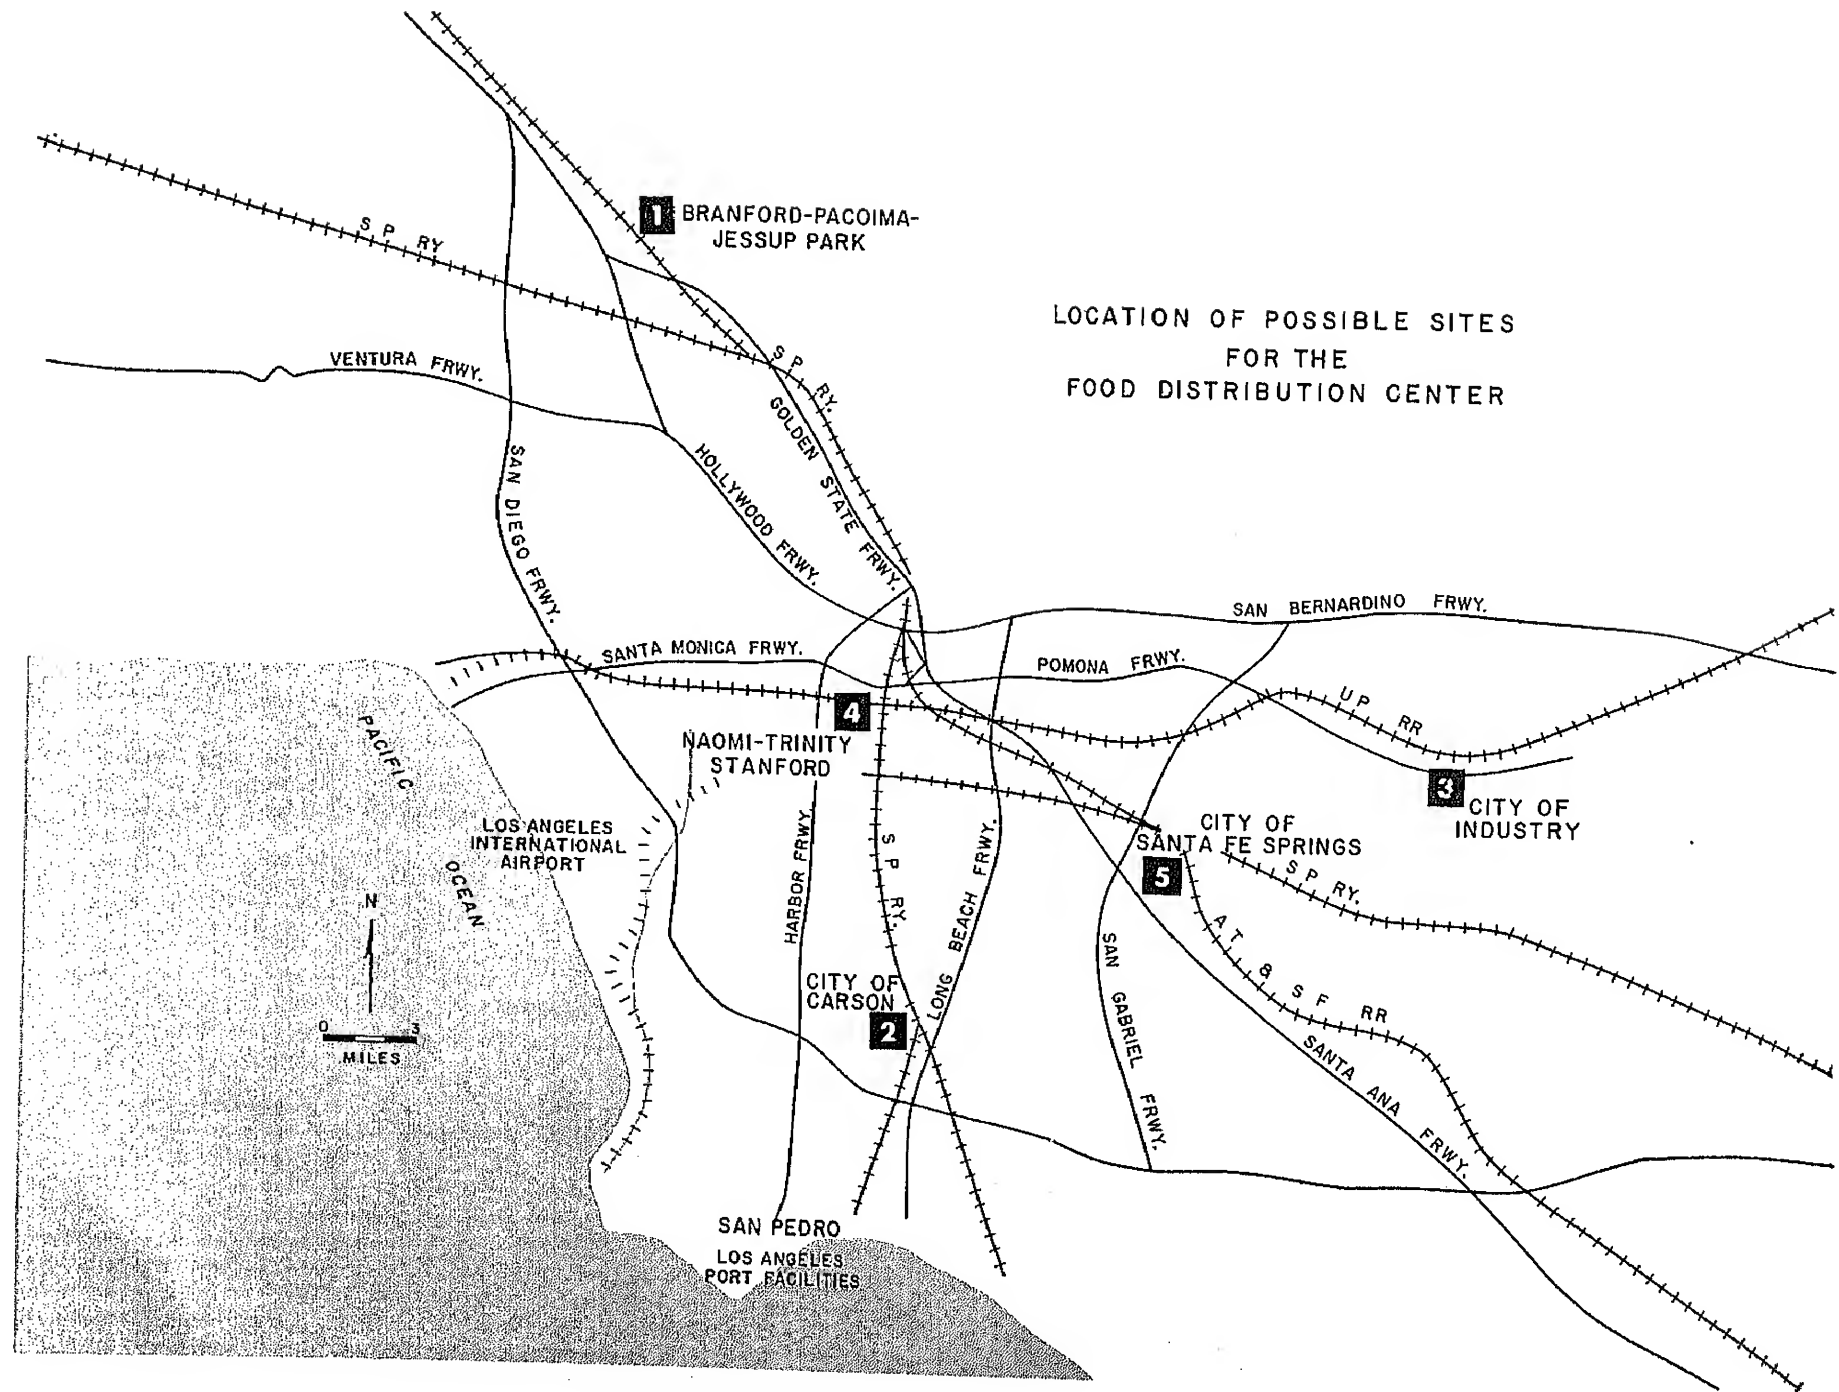 1 BRANFORD-PACOIMA-
JESSUP PARK
S P RY
LOCATION OF POSSIBLE SITES
FOR THE
FOOD DISTRIBUTION CENTER
VENTURA FRWY.
S P RY.
GOLDEN STATE FRWY.
HOLLYWOOD FRWY.
SAN DIEGO FRWY.
SAN BERNARDINO FRWY.
SANTA MONICA FRWY.
POMONA FRWY.
U P RR
4
NAOMI-TRINITY
STANFORD
3 CITY OF
INDUSTRY
PACIFIC
OCEAN
LOS ANGELES
INTERNATIONAL
AIRPORT
HARBOR FRWY.
S P RY.
LONG BEACH FRWY.
CITY OF
SANTA FE SPRINGS
5
S P RY.
A T & S F RR
SAN GABRIEL FRWY.
SANTA ANA FRWY.
N
0 3
MILES
CITY OF
CARSON
2
SAN PEDRO
LOS ANGELES
PORT FACILITIES